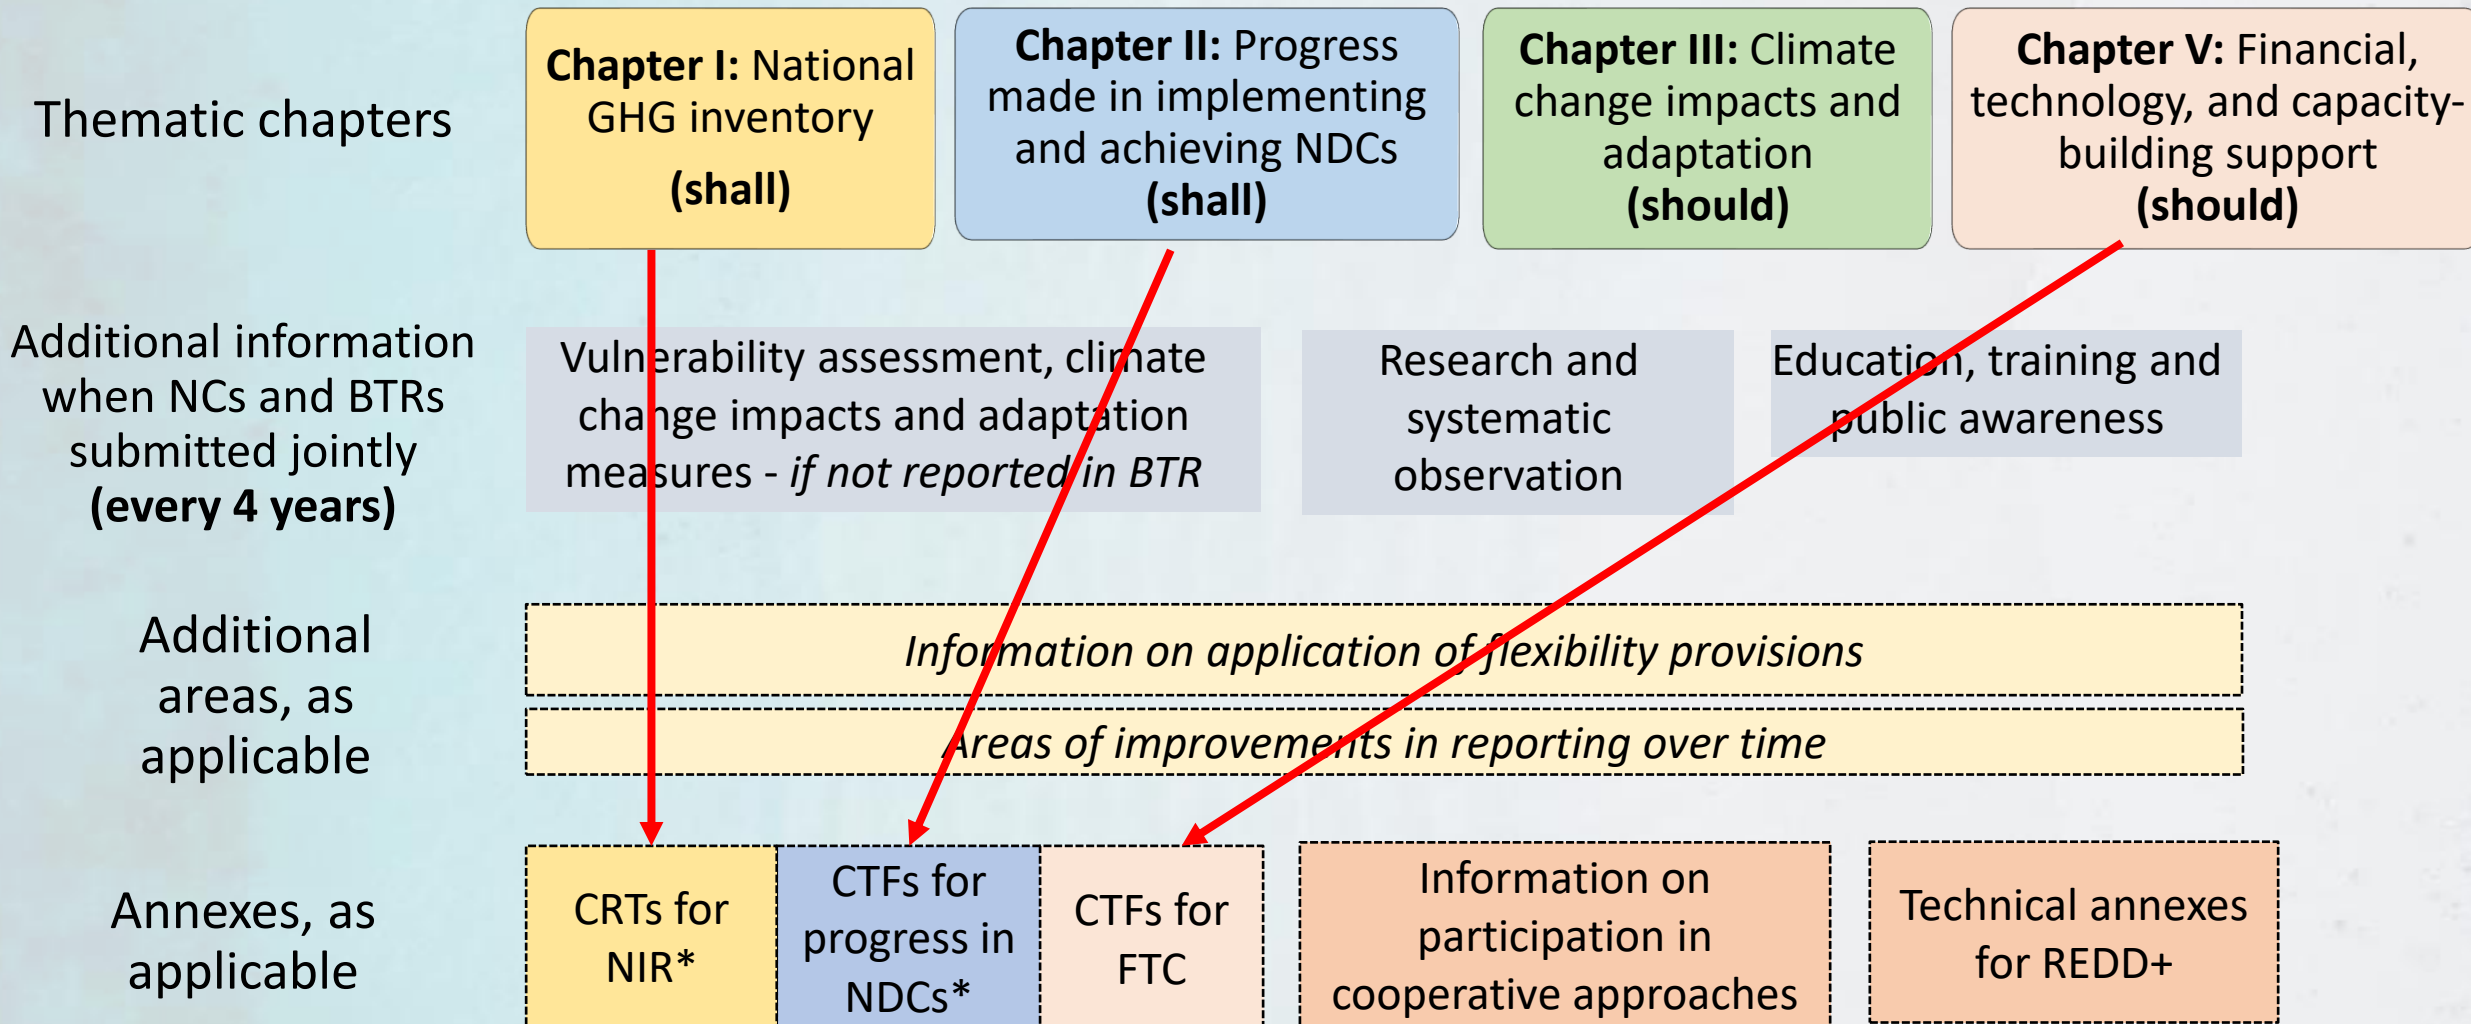 Thematic chapters
Chapter I: National
GHG inventory
(shall)
Chapter II: Progress
made in implementing
and achieving NDCs
(shall)
Chapter III: Climate
change impacts and
adaptation
(should)
Chapter V: Financial,
technology, and capacity-
building support
(should)
Additional information
when NCs and BTRs
submitted jointly
(every 4 years)
Vulnerability assessment, climate
change impacts and adaptation
measures - if not reported in BTR
Research and
systematic
observation
Education, training and
public awareness
Additional
areas, as
applicable
Information on application of flexibility provisions
Areas of improvements in reporting over time
Annexes, as
applicable
CRTs for
NIR*
CTFs for
progress in
NDCs*
CTFs for
FTC
Information on
participation in
cooperative approaches
Technical annexes
for REDD+